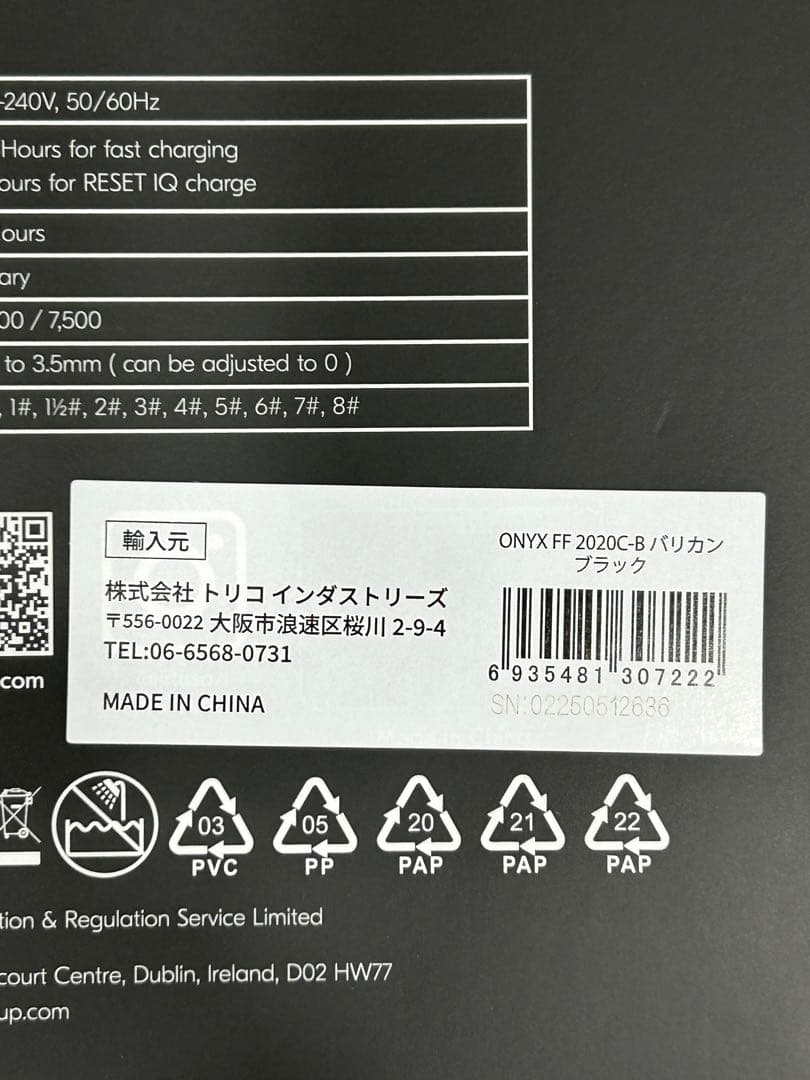 -240V, 50/60Hz
Hours for fast charging
ours for RESET IQ charge
ours
ary
00 / 7,500
to 3.5mm ( can be adjusted to 0 )
, 1#, 1½#, 2#, 3#, 4#, 5#, 6#, 7#, 8#
輸入元
株式会社 トリコ インダストリーズ
〒556-0022 大阪市浪速区桜川 2-9-4
TEL:06-6568-0731
MADE IN CHINA
ONYX FF 2020C-B バリカン
ブラック
6 935481 307222
SN:02250512636
com
03
PVC
05
PP
20
PAP
21
PAP
22
PAP
tion & Regulation Service Limited
court Centre, Dublin, Ireland, D02 HW77
up.com